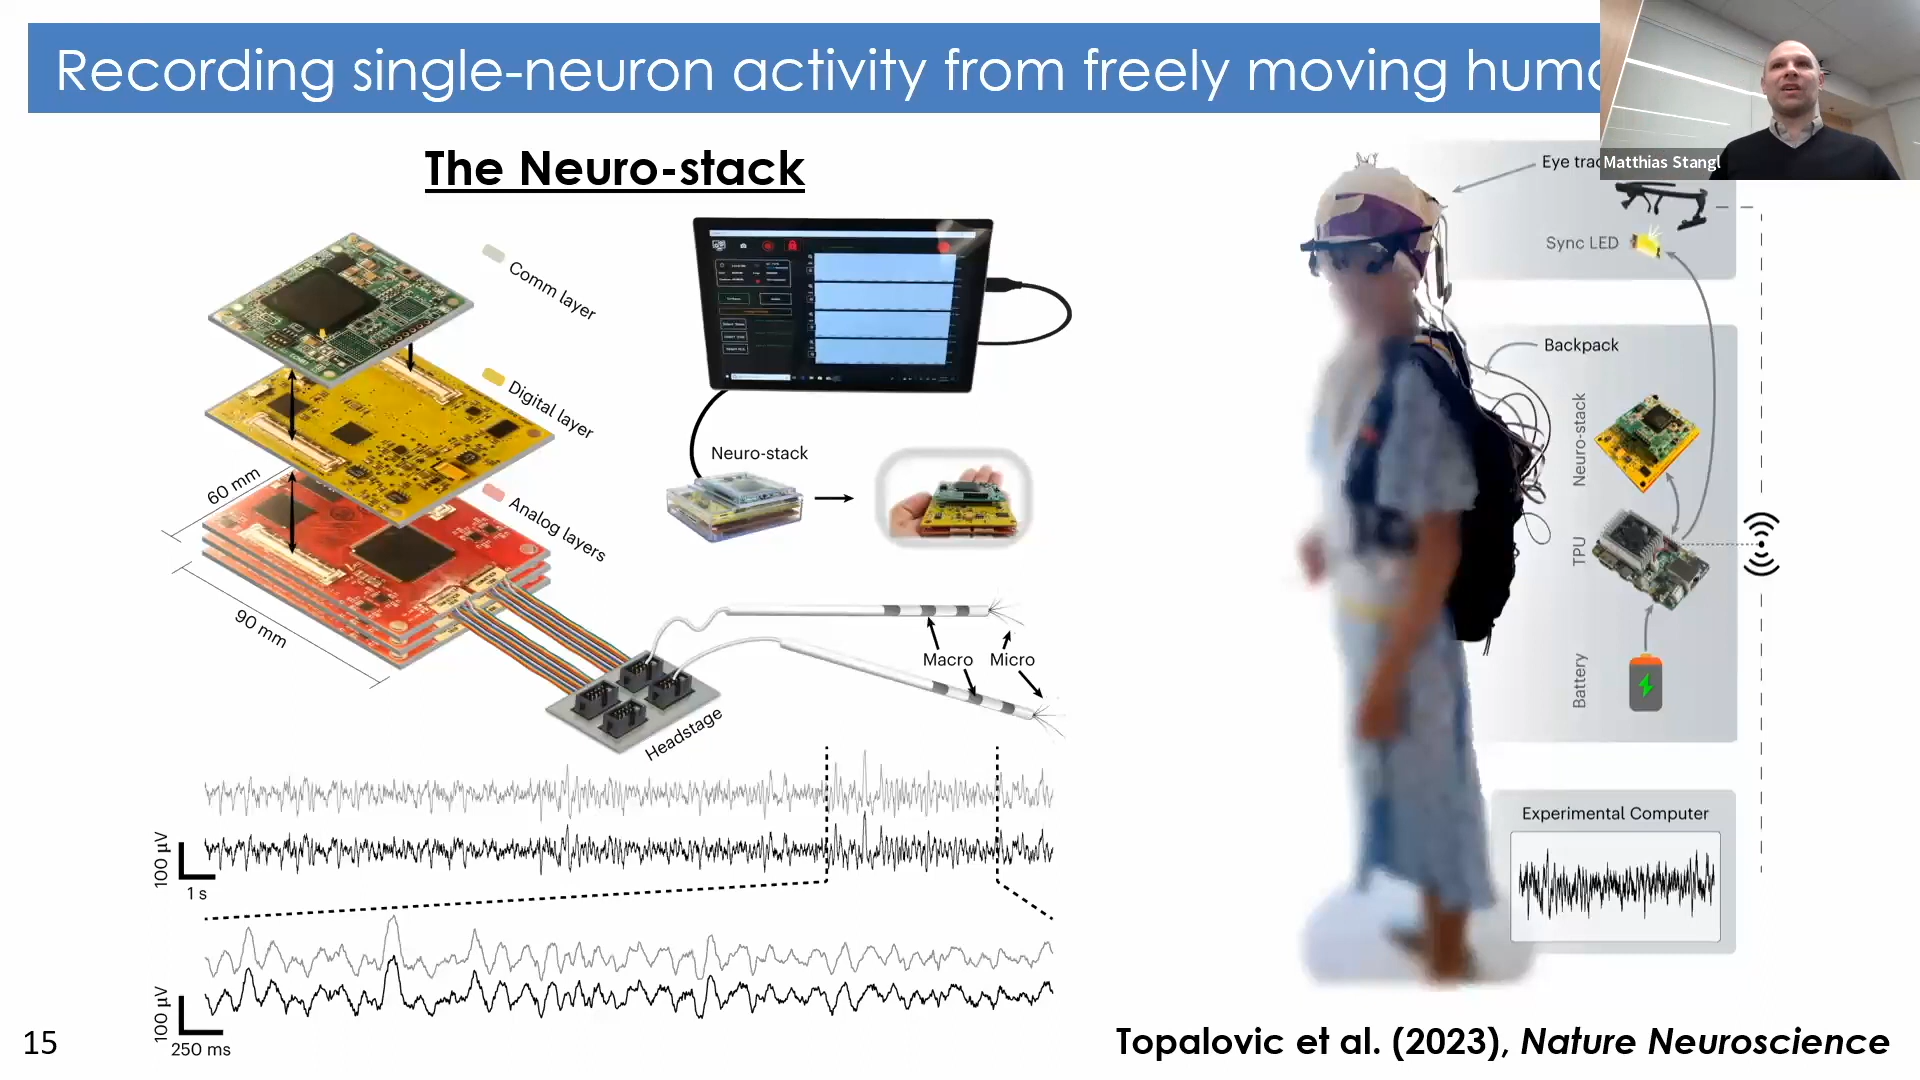 Recording single-neuron activity from freely moving huma
Matthias Stangl
The Neuro-stack
Comm layer
Digital layer
Analog layers
60 mm
90 mm
Neuro-stack
Macro
Micro
Headstage
100 µV
1 s
100 µV
250 ms
Eye trac
Sync LED
Backpack
Neuro-stack
TPU
Battery
Experimental Computer
15
Topalovic et al. (2023), Nature Neuroscience